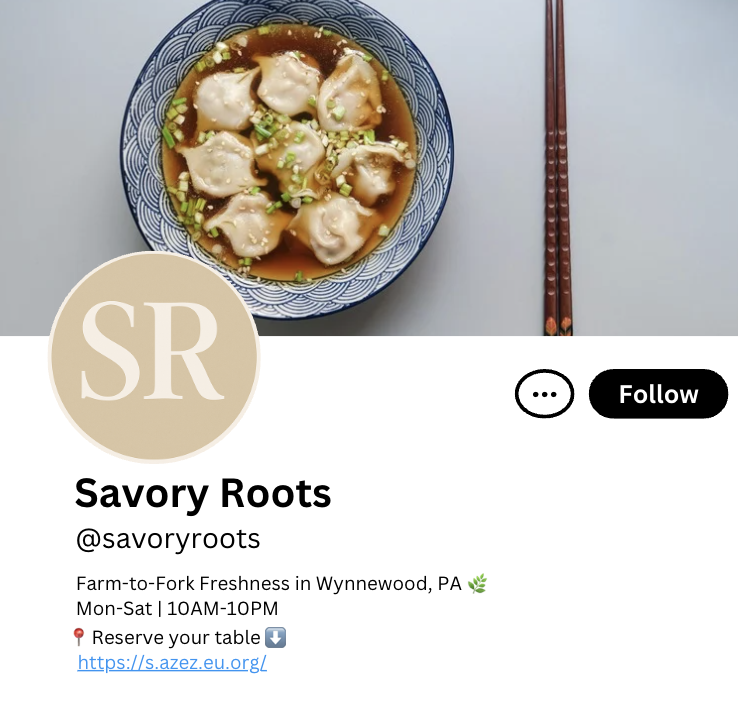 SR
Follow
Savory Roots
@savoryroots
Farm-to-Fork Freshness in Wynnewood, PA 🌿
Mon-Sat | 10AM-10PM
📍 Reserve your table ⬇️
https://s.azez.eu.org/